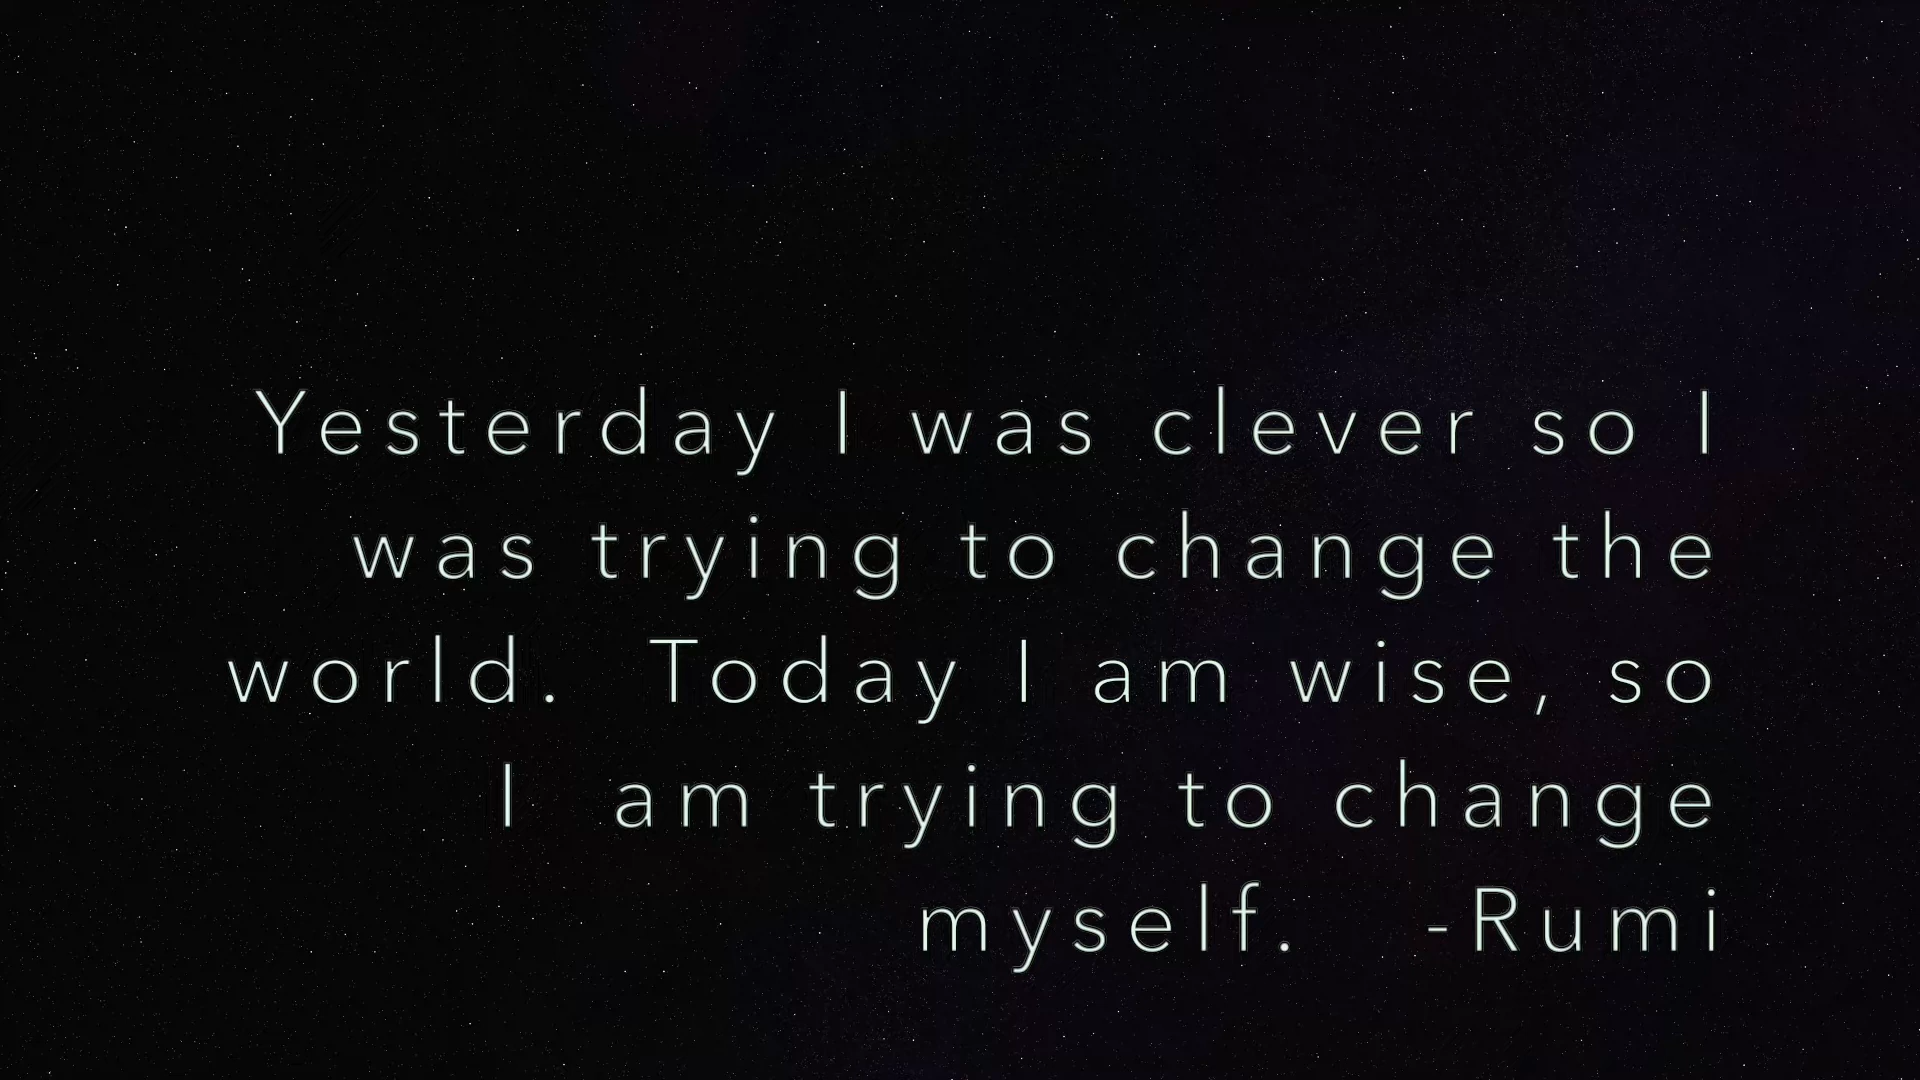 Yesterday I was clever so I
was trying to change the
world.  Today I am wise, so
I  am trying to change
myself.   -Rumi